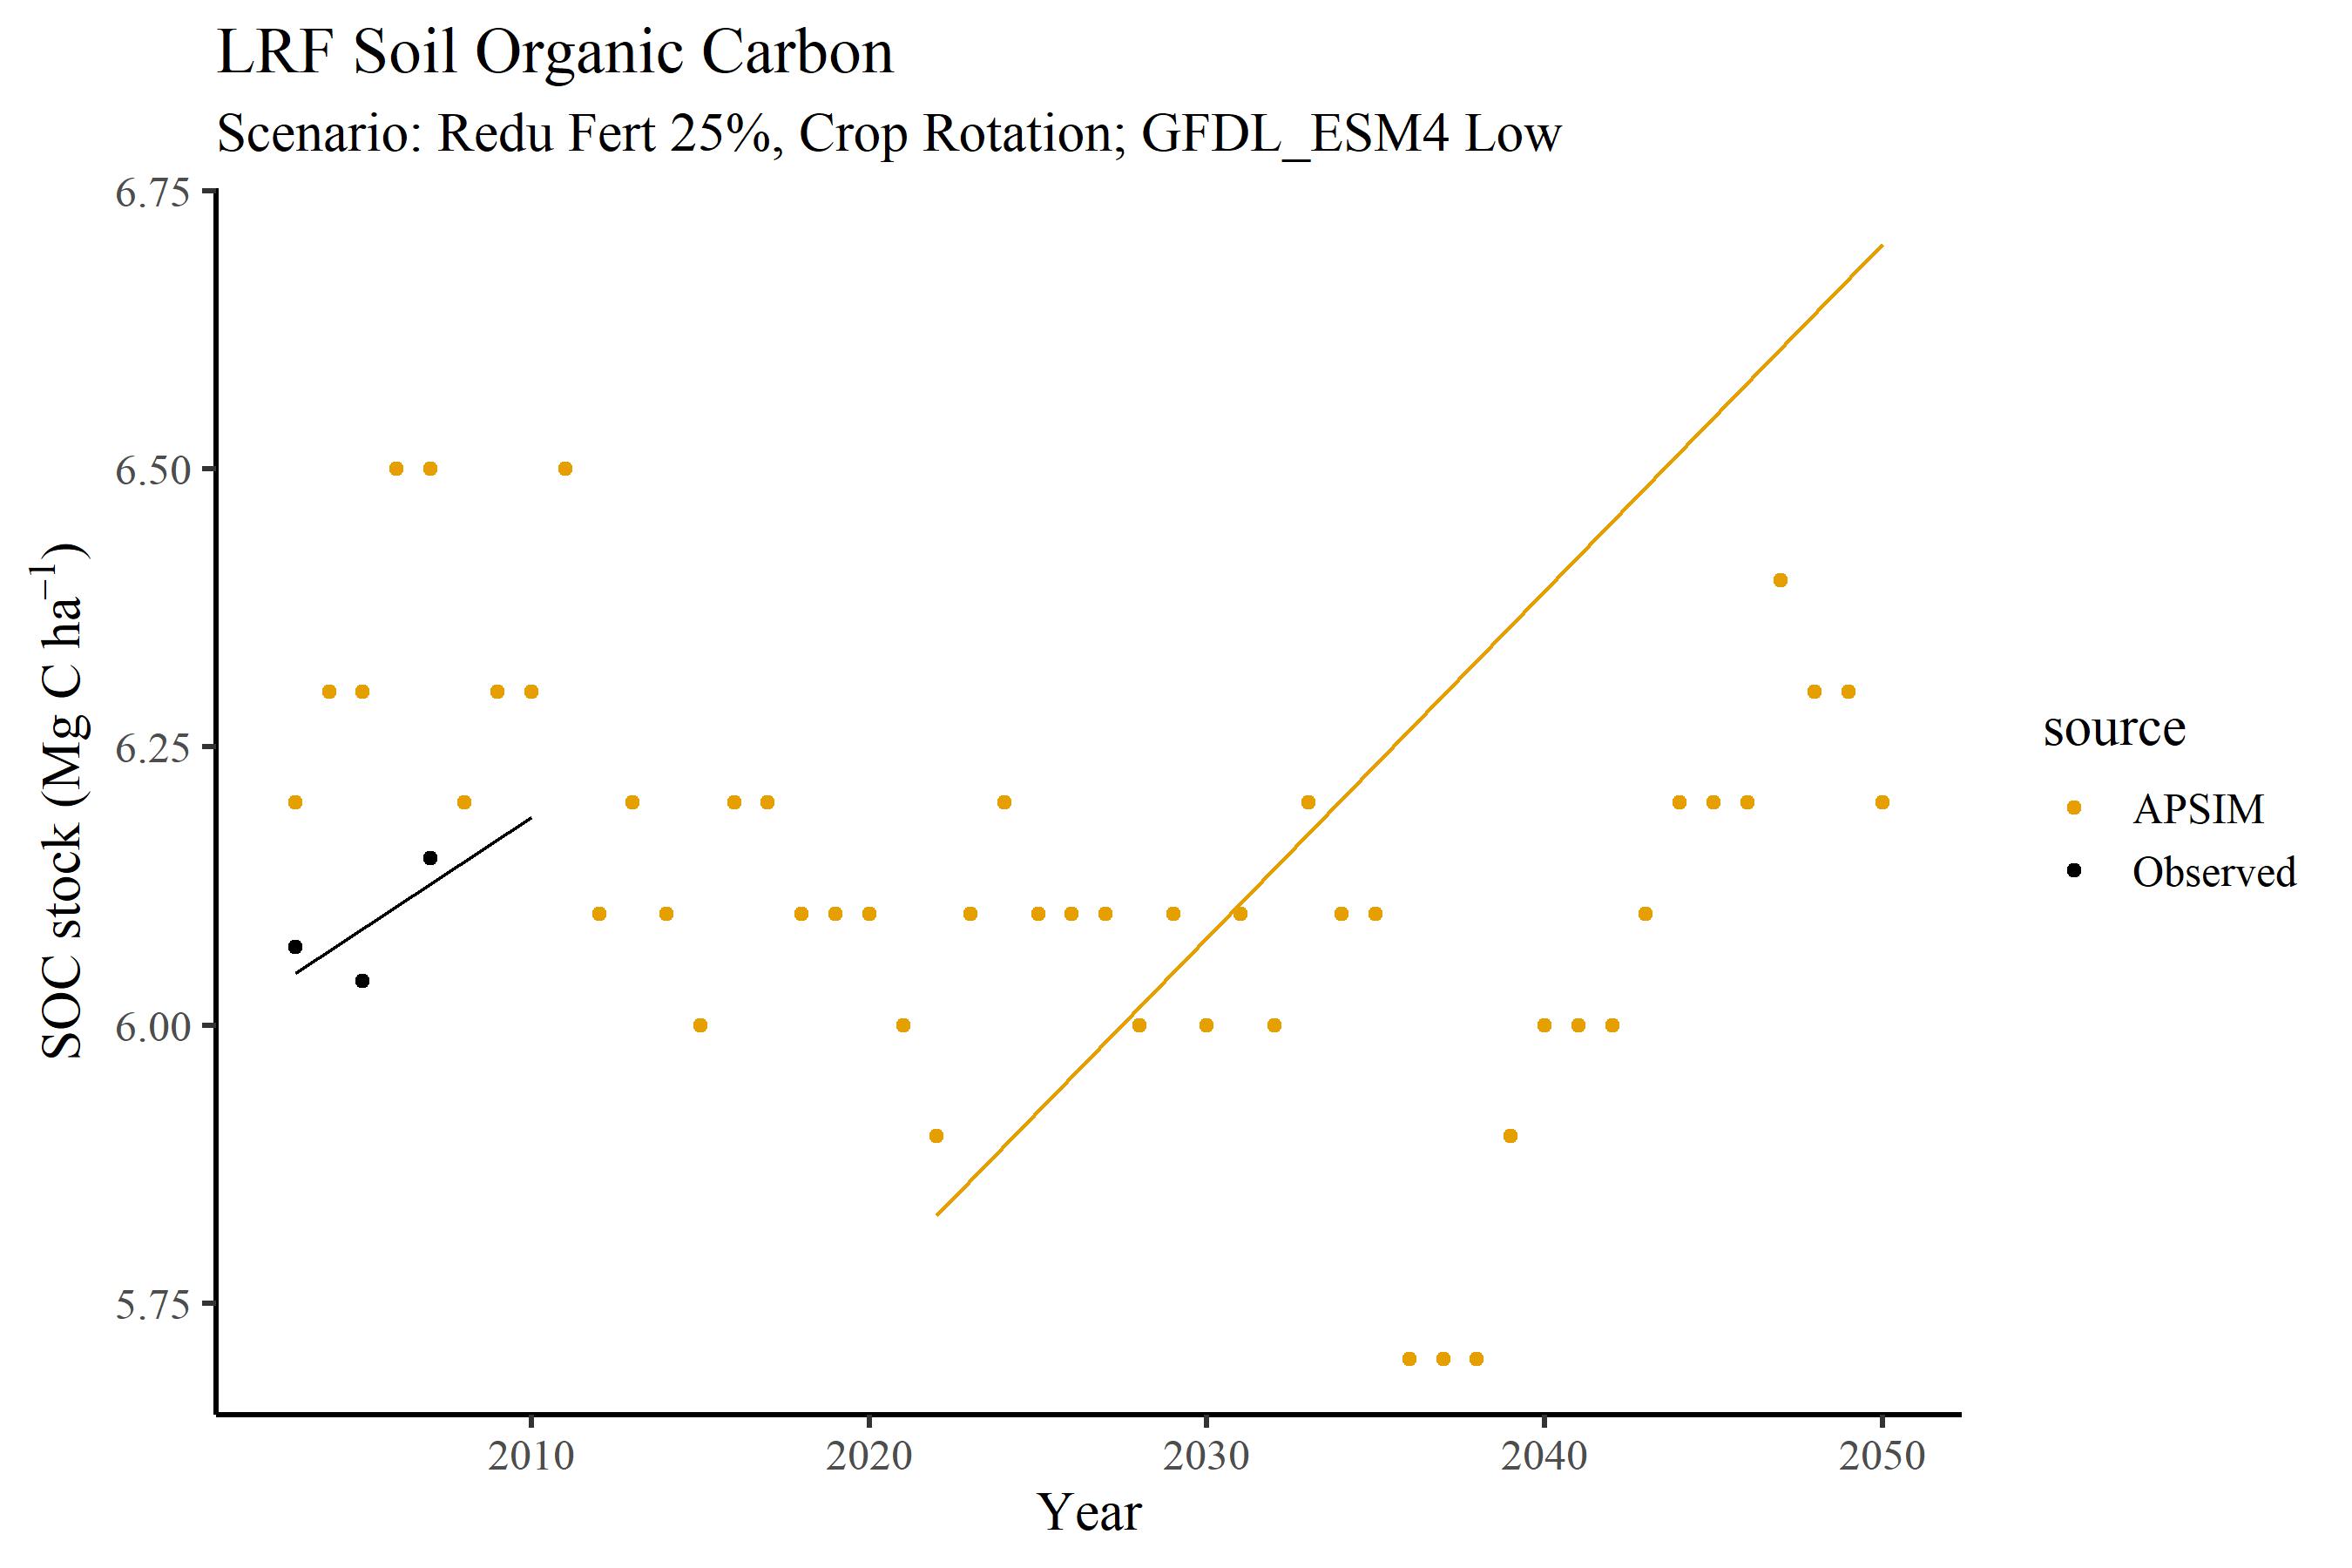 LRF Soil Organic Carbon
Scenario: Redu Fert 25%, Crop Rotation; GFDL_ESM4 Low
SOC stock (Mg C ha⁻¹)
6.75
6.50
6.25
6.00
5.75
2010 2020 2030 2040 2050
Year
source
APSIM
Observed